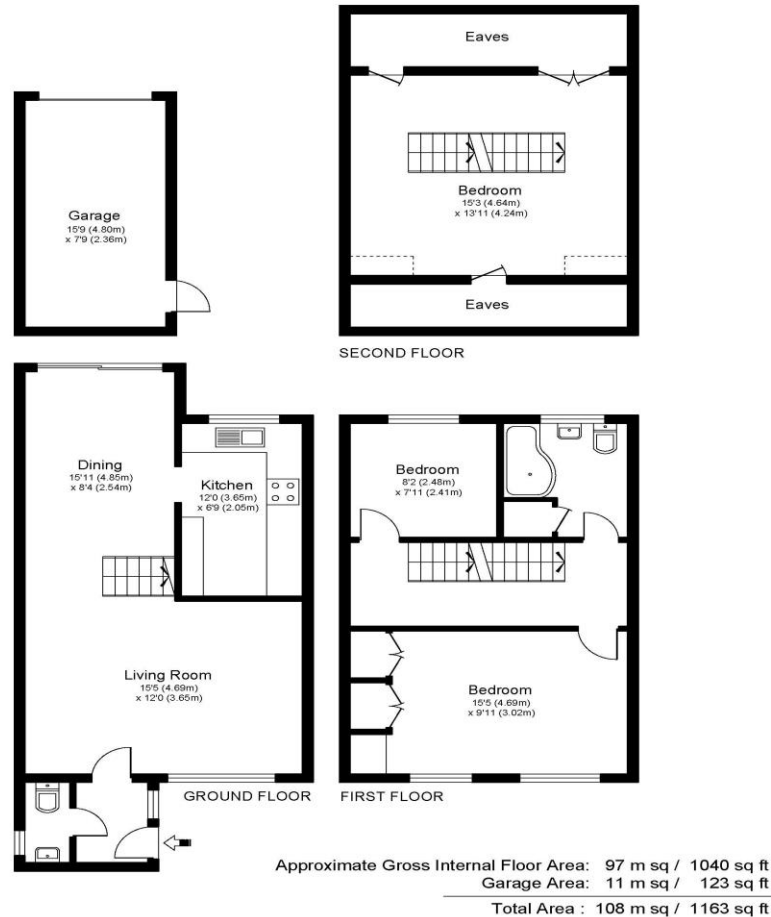 Eaves
Garage
15'9 (4.80m)
x 7'9 (2.36m)
Bedroom
15'3 (4.64m)
x 13'11 (4.24m)
Eaves
SECOND FLOOR
Dining
15'11 (4.85m)
x 8'4 (2.54m)
Kitchen
12'0 (3.65m)
x 6'9 (2.05m)
Bedroom
8'2 (2.48m)
x 7'11 (2.41m)
Living Room
15'5 (4.69m)
x 12'0 (3.65m)
Bedroom
15'5 (4.69m)
x 9'11 (3.02m)
GROUND FLOOR
FIRST FLOOR
Approximate Gross Internal Floor Area: 97 m sq / 1040 sq ft
Garage Area: 11 m sq / 123 sq ft
Total Area : 108 m sq / 1163 sq ft